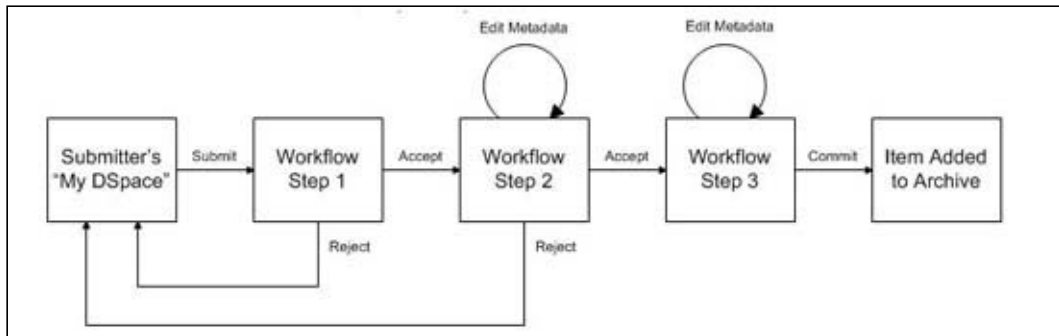 Edit Metadata
Edit Metadata
Submitter's
"My DSpace"
Submit
Workflow
Step 1
Accept
Workflow
Step 2
Accept
Workflow
Step 3
Commit
Item Added
to Archive
Reject
Reject